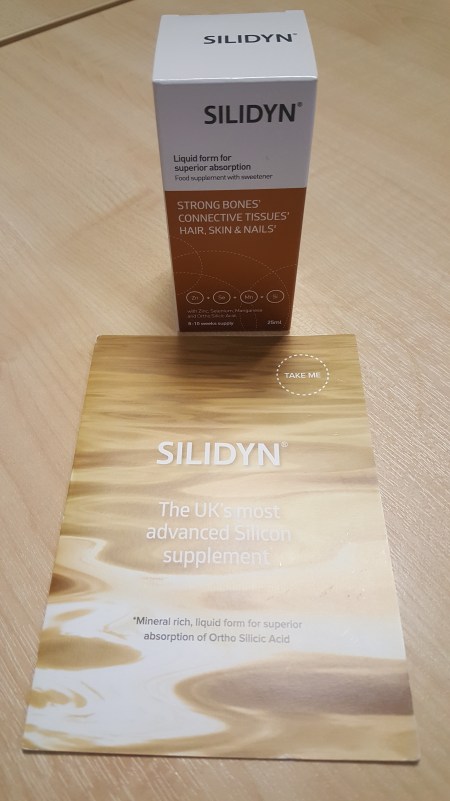 SILIDYN®
SILIDYN®
Liquid form for
superior absorption
Food supplement with sweetener
STRONG BONES*
CONNECTIVE TISSUES*
HAIR, SKIN & NAILS*
Zn + Se + Mn + Si
with Zinc, Selenium, Manganese
and Ortho Silicic Acid
8-10 weeks supply 25mL
TAKE ME
SILIDYN®
The UK's most
advanced Silicon
supplement
*Mineral rich, liquid form for superior
absorption of Ortho Silicic Acid